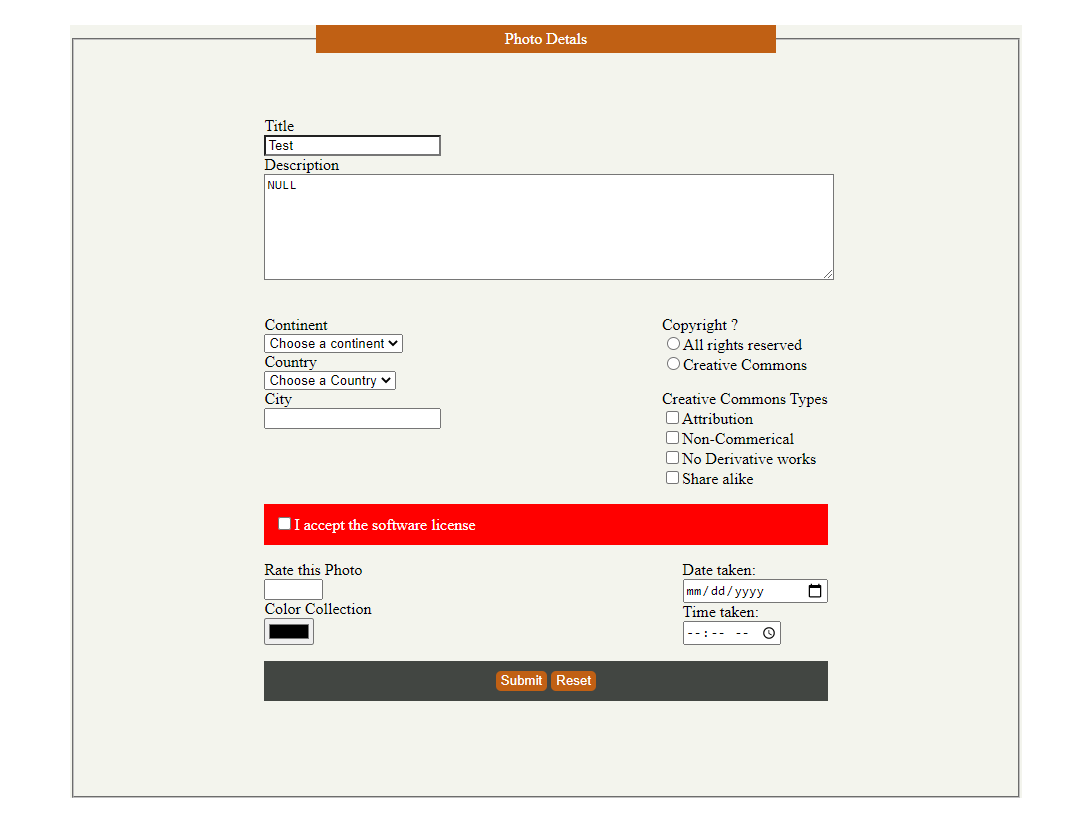 Photo Detals
Title
Test
Description
NULL
Continent
Choose a continent
Country
Choose a Country
City
Copyright ?
All rights reserved
Creative Commons
Creative Commons Types
Attribution
Non-Commerical
No Derivative works
Share alike
I accept the software license
Rate this Photo
Color Collection
Date taken:
mm/dd/yyyy
Time taken:
--:-- --
Submit Reset